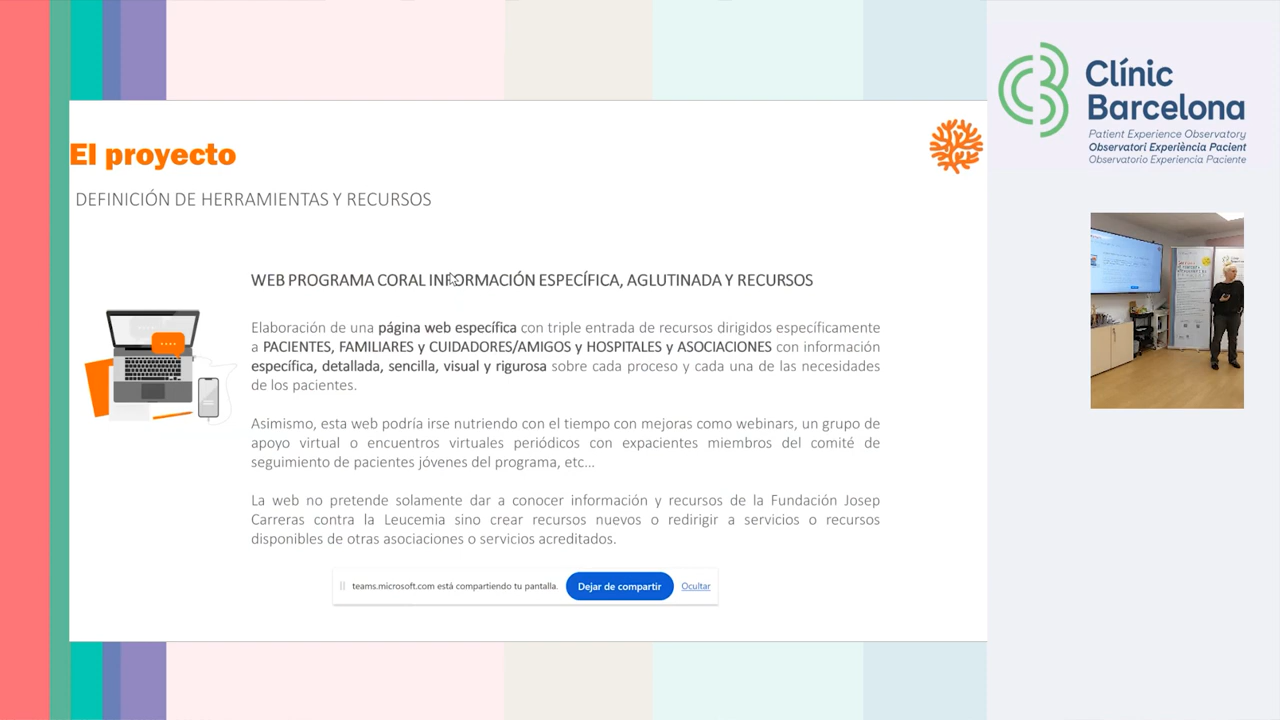 El proyecto
DEFINICIÓN DE HERRAMIENTAS Y RECURSOS
WEB PROGRAMA CORAL INFORMACIÓN ESPECÍFICA, AGLUTINADA Y RECURSOS
Elaboración de una página web específica con triple entrada de recursos dirigidos específicamente
a PACIENTES, FAMILIARES y CUIDADORES/AMIGOS y HOSPITALES y ASOCIACIONES con información
específica, detallada, sencilla, visual y rigurosa sobre cada proceso y cada una de las necesidades
de los pacientes.
Asimismo, esta web podría irse nutriendo con el tiempo con mejoras como webinars, un grupo de
apoyo virtual o encuentros virtuales periódicos con expacientes miembros del comité de
seguimiento de pacientes jóvenes del programa, etc...
La web no pretende solamente dar a conocer información y recursos de la Fundación Josep
Carreras contra la Leucemia sino crear recursos nuevos o redirigir a servicios o recursos
disponibles de otras asociaciones o servicios acreditados.
teams.microsoft.com está compartiendo tu pantalla.
Dejar de compartir
Ocultar
Clínic
Barcelona
Patient Experience Observatory
Observatori Experiència Pacient
Observatorio Experiencia Paciente